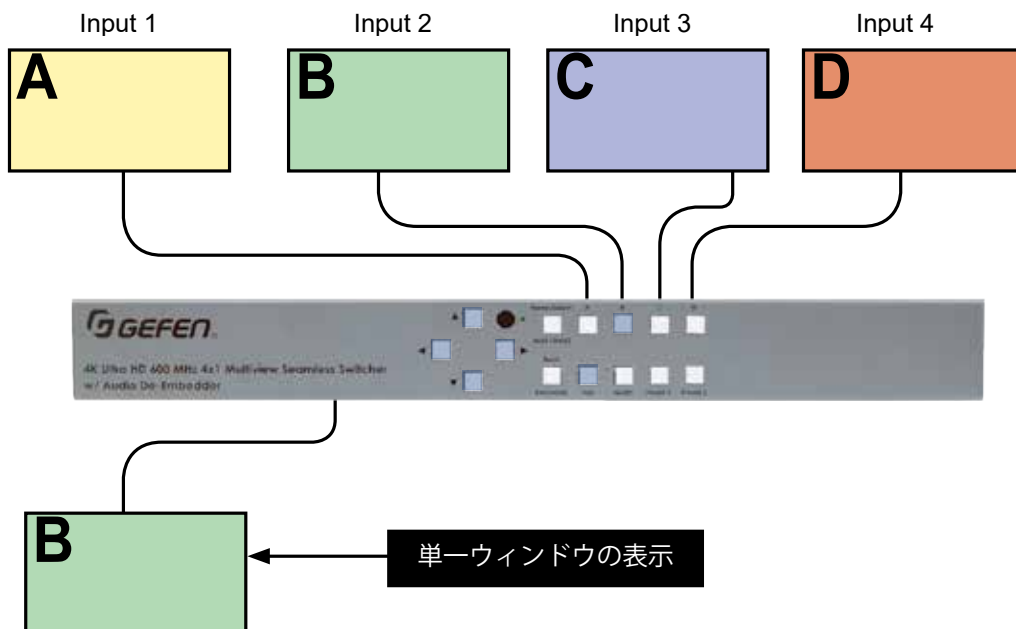 Input 1
Input 2
Input 3
Input 4
A
B
C
D
GEFEN
4K Ultra HD 600 MHz 4x1 Multiview Seamless Switcher
w/ Audio De-Embedder
B
単一ウィンドウの表示